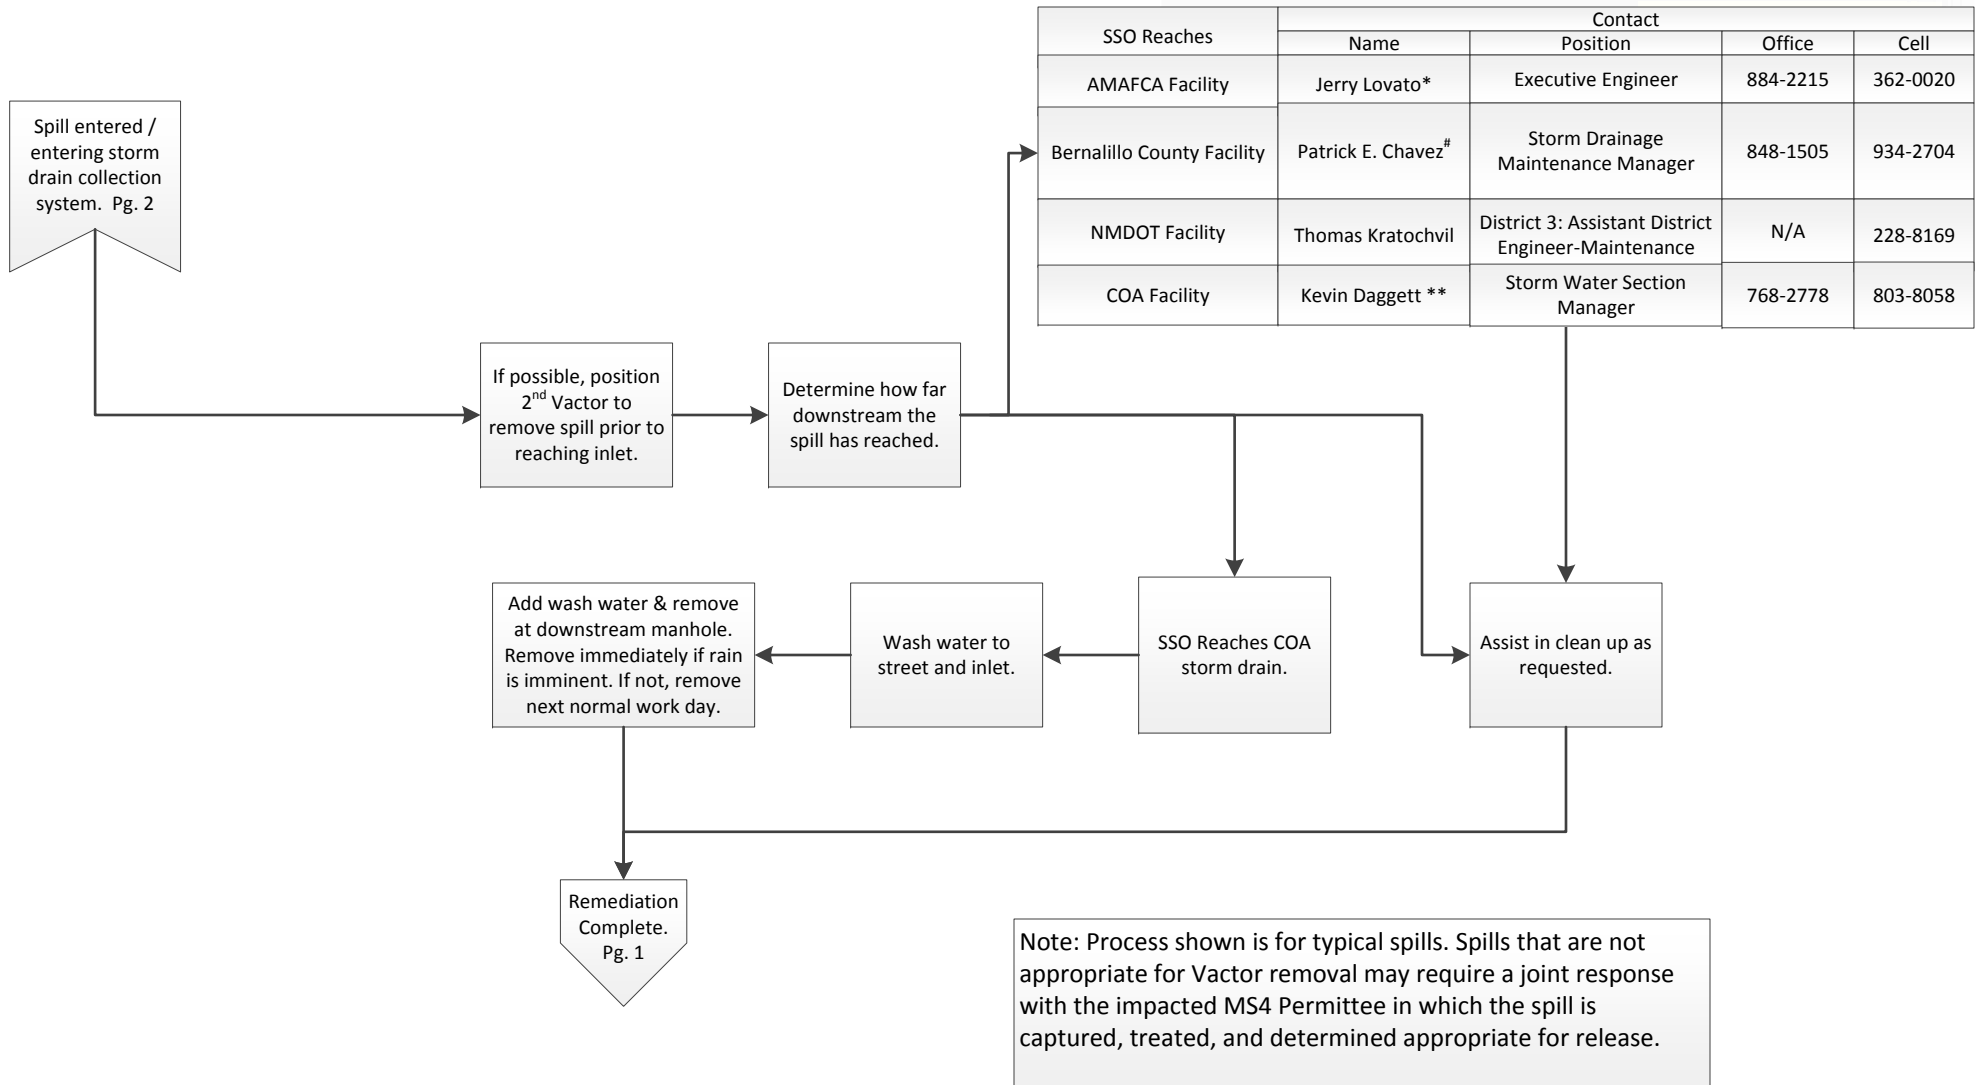 SSO Reaches
Contact
Name
Position
Office
Cell
AMAFCA Facility
Jerry Lovato*
Executive Engineer
884-2215
362-0020
Bernalillo County Facility
Patrick E. Chavez#
Storm Drainage
Maintenance Manager
848-1505
934-2704
NMDOT Facility
Thomas Kratochvil
District 3: Assistant District
Engineer-Maintenance
N/A
228-8169
COA Facility
Kevin Daggett **
Storm Water Section
Manager
768-2778
803-8058
Spill entered /
entering storm
drain collection
system. Pg. 2
If possible, position
2nd Vactor to
remove spill prior to
reaching inlet.
Determine how far
downstream the
spill has reached.
Add wash water & remove
at downstream manhole.
Remove immediately if rain
is imminent. If not, remove
next normal work day.
Wash water to
street and inlet.
SSO Reaches COA
storm drain.
Assist in clean up as
requested.
Remediation
Complete.
Pg. 1
Note: Process shown is for typical spills. Spills that are not
appropriate for Vactor removal may require a joint response
with the impacted MS4 Permittee in which the spill is
captured, treated, and determined appropriate for release.